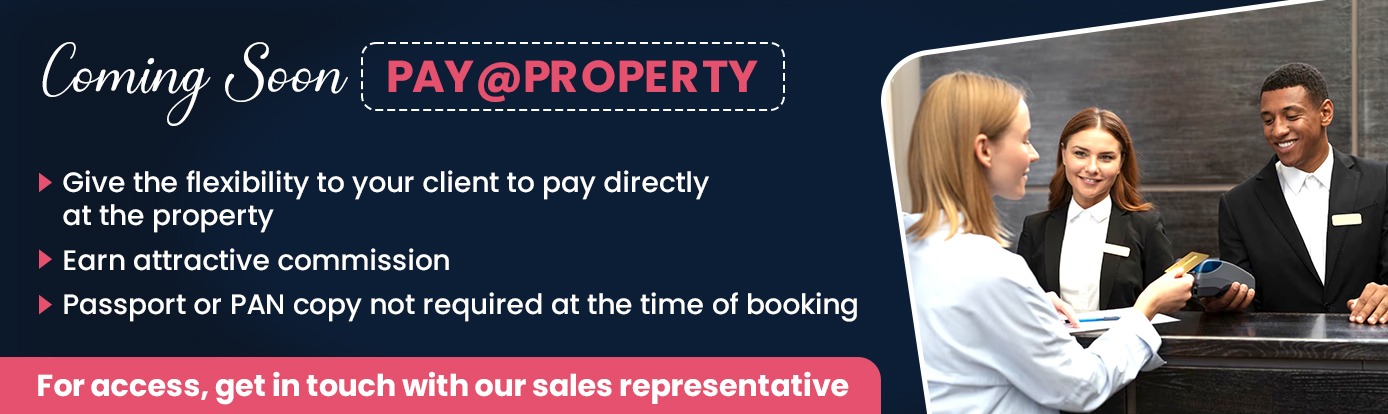 Coming Soon PAY@PROPERTY
Give the flexibility to your client to pay directly
at the property
Earn attractive commission
Passport or PAN copy not required at the time of booking
For access, get in touch with our sales representative